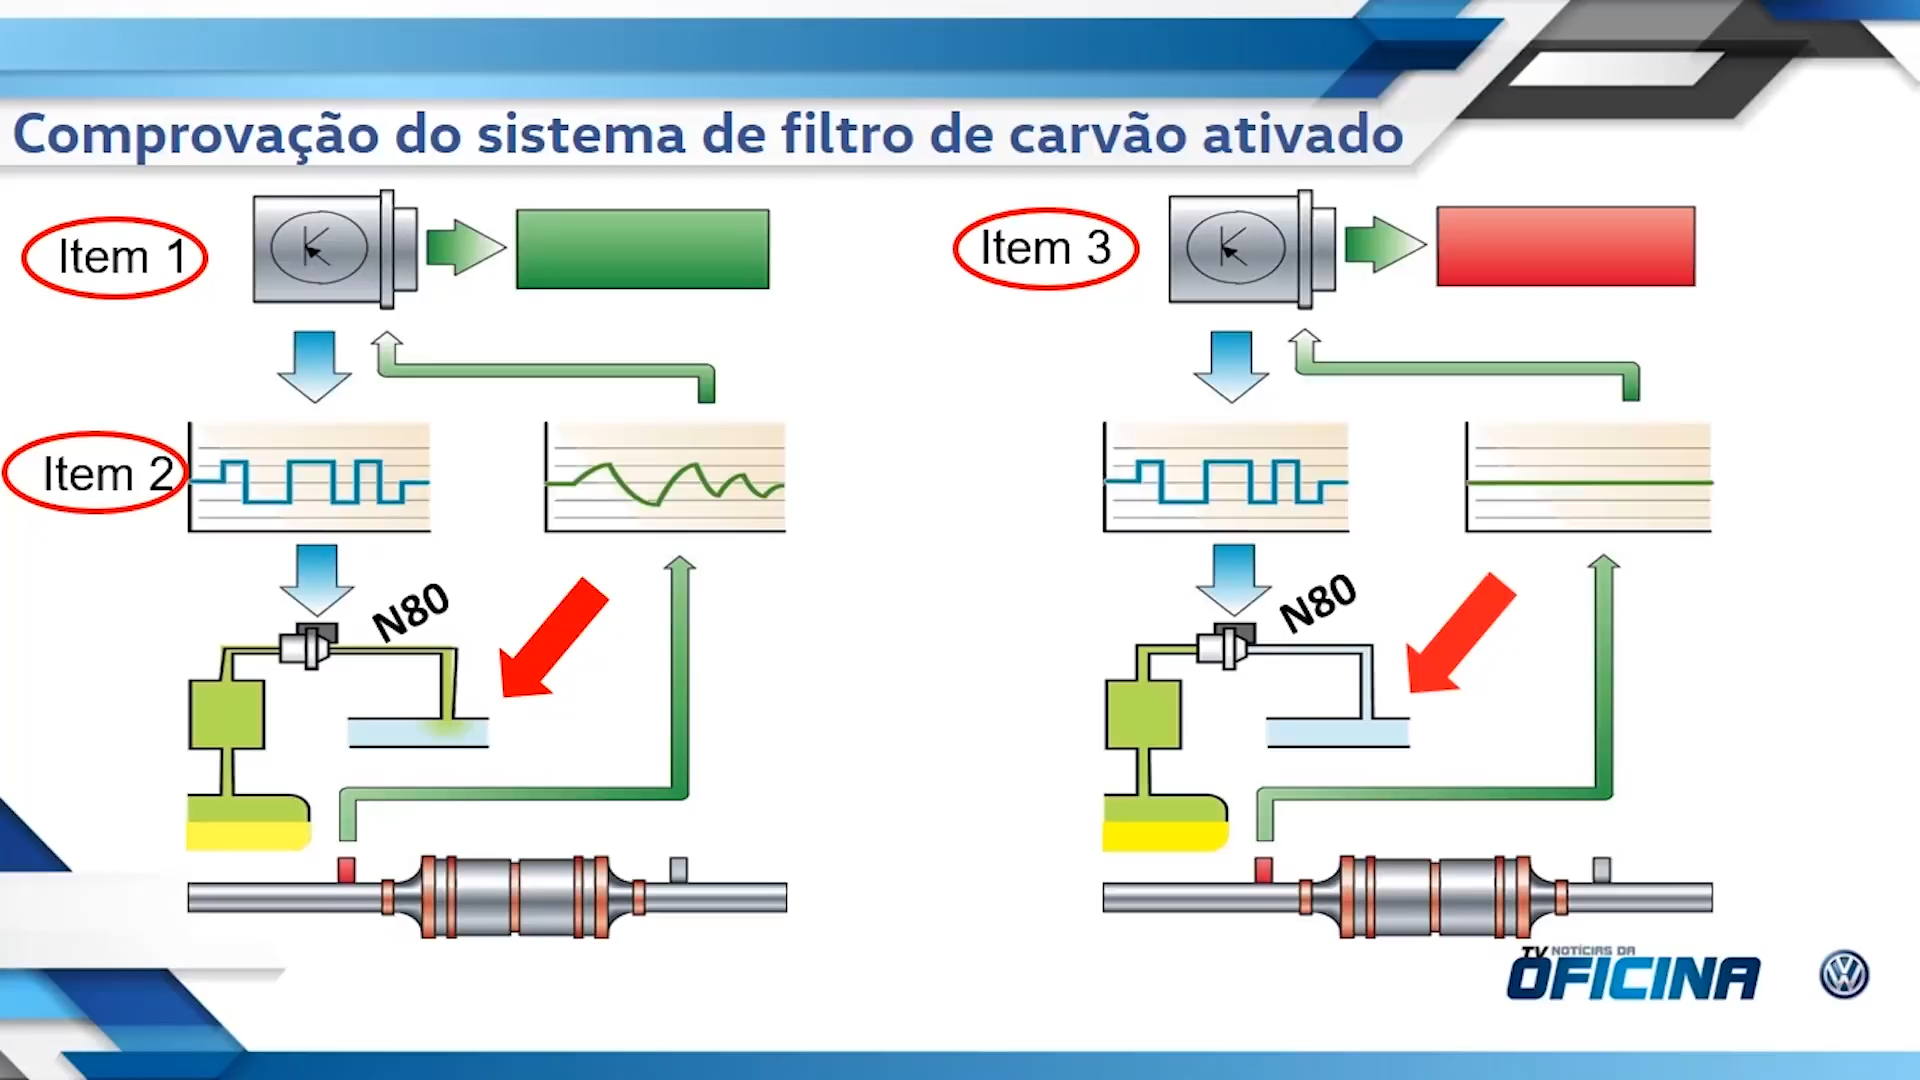 Comprovação do sistema de filtro de carvão ativado
Item 1
Item 3
Item 2
N80
N80
TV NOTÍCIAS DA
OFICINA